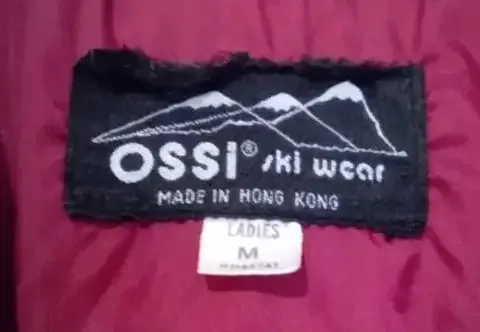 OSSi® ski wear
MADE IN HONG KONG
LADIES'
M